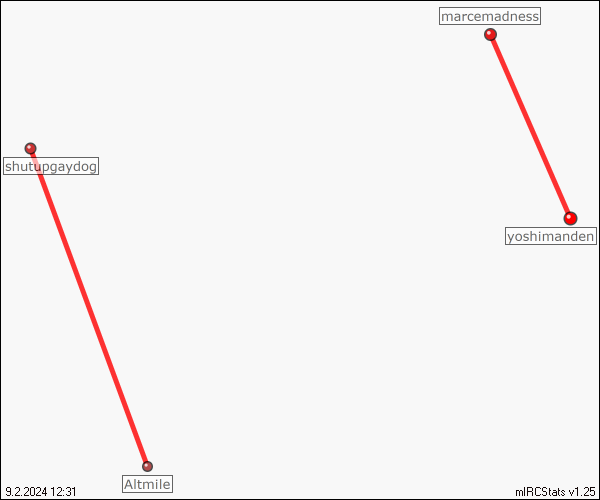 marcemadness
shutupgaydog
yoshimanden
Altmile
9.2.2024 12:31
mIRCStats v1.25